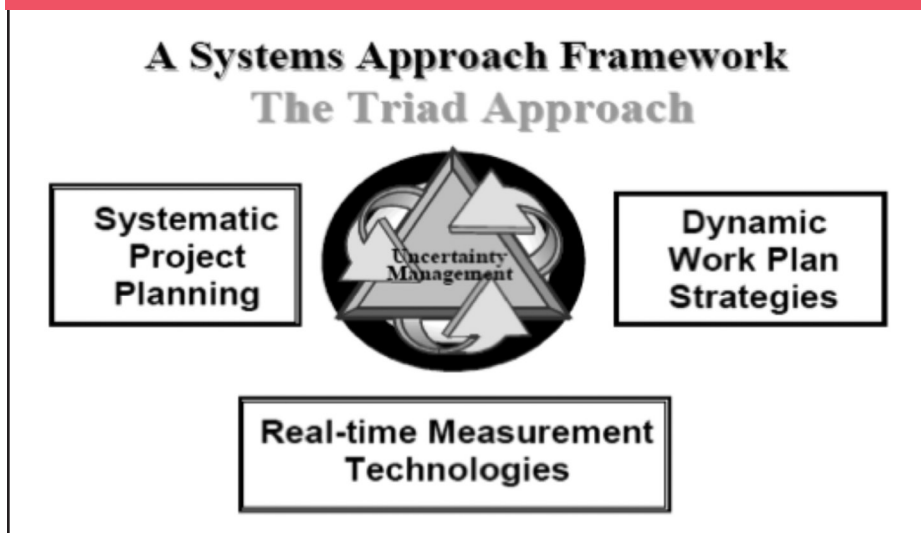 A Systems Approach Framework
The Triad Approach
Systematic
Project
Planning
Uncertainty
Management
Dynamic
Work Plan
Strategies
Real-time Measurement
Technologies